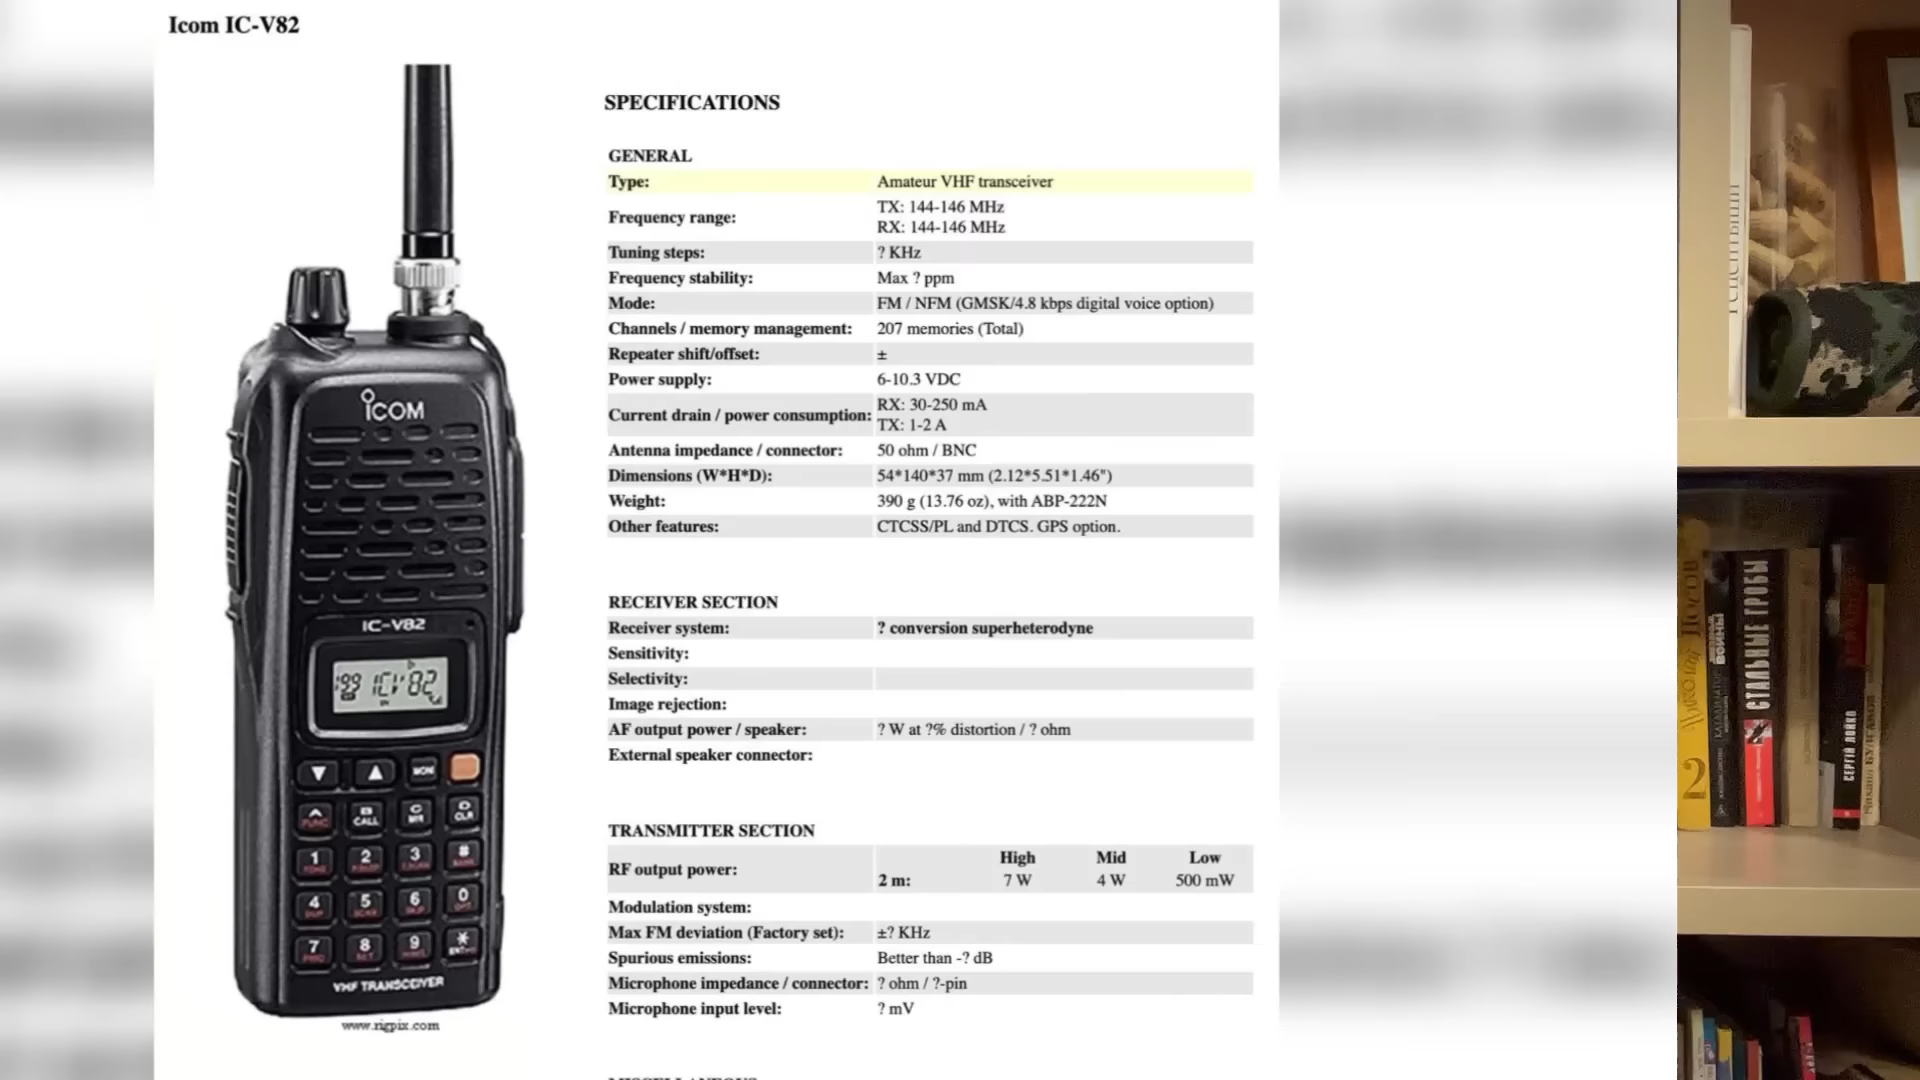 Icom IC-V82
ICOM
IC-V82
MONI
CALL
MR
CLR
1
2
3
#
4
5
6
0
7
8
9
*
VHF TRANSCEIVER
www.rigpix.com
SPECIFICATIONS
GENERAL
Type: Amateur VHF transceiver
Frequency range: TX: 144-146 MHz
RX: 144-146 MHz
Tuning steps: ? KHz
Frequency stability: Max ? ppm
Mode: FM / NFM (GMSK/4.8 kbps digital voice option)
Channels / memory management: 207 memories (Total)
Repeater shift/offset: ±
Power supply: 6-10.3 VDC
Current drain / power consumption: RX: 30-250 mA
TX: 1-2 A
Antenna impedance / connector: 50 ohm / BNC
Dimensions (W*H*D): 54*140*37 mm (2.12*5.51*1.46")
Weight: 390 g (13.76 oz), with ABP-222N
Other features: CTCSS/PL and DTCS. GPS option.
RECEIVER SECTION
Receiver system: ? conversion superheterodyne
Sensitivity:
Selectivity:
Image rejection:
AF output power / speaker: ? W at ?% distortion / ? ohm
External speaker connector:
TRANSMITTER SECTION
High Mid Low
RF output power: 2 m: 7 W 4 W 500 mW
Modulation system:
Max FM deviation (Factory set): ±? KHz
Spurious emissions: Better than -? dB
Microphone impedance / connector: ? ohm / ?-pin
Microphone input level: ? mV
2
СТАЛЬНЫЕ ГРОБЫ
СЕРГІЙ ЛОЙКО